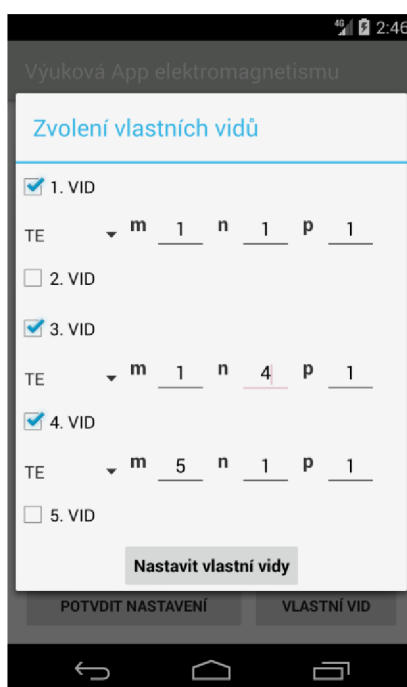 4G 2:46
Výuková App elektromagnetismu
Zvolení vlastních vidů
1. VID
TE m 1 n 1 p 1
2. VID
3. VID
TE m 1 n 4 p 1
4. VID
TE m 5 n 1 p 1
5. VID
Nastavit vlastní vidy
POTVDIT NASTAVENÍ VLASTNÍ VID